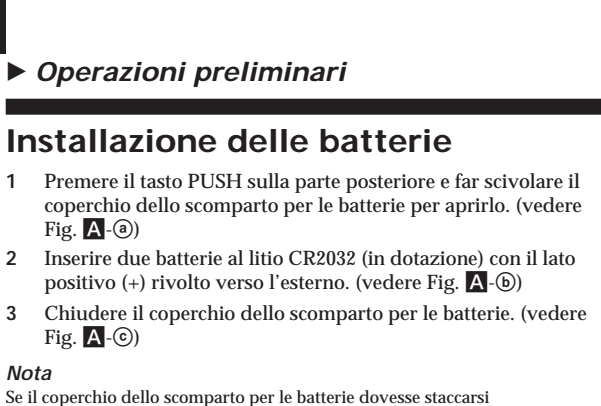 ► Operazioni preliminari
Installazione delle batterie
1 Premere il tasto PUSH sulla parte posteriore e far scivolare il
coperchio dello scomparto per le batterie per aprirlo. (vedere
Fig. A-ⓐ)
2 Inserire due batterie al litio CR2032 (in dotazione) con il lato
positivo (+) rivolto verso l'esterno. (vedere Fig. A-ⓑ)
3 Chiudere il coperchio dello scomparto per le batterie. (vedere
Fig. A-ⓒ)
Nota
Se il coperchio dello scomparto per le batterie dovesse staccarsi